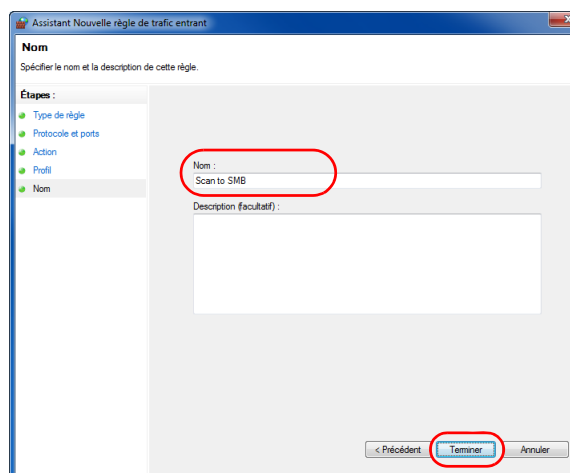 Assistant Nouvelle règle de trafic entrant
Nom
Spécifier le nom et la description de cette règle.
Étapes :
Type de règle
Protocole et ports
Action
Profil
Nom
Nom :
Scan to SMB
Description (facultatif) :
< Précédent
Terminer
Annuler